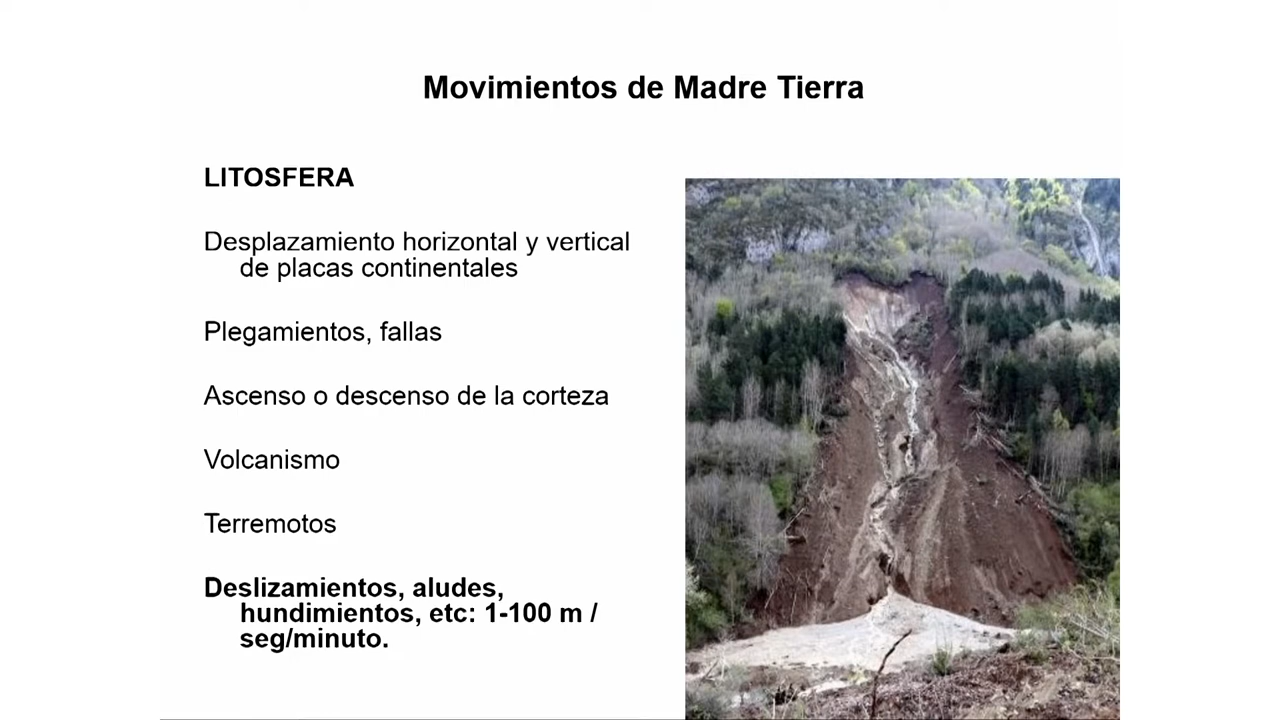 Movimientos de Madre Tierra
LITOSFERA
Desplazamiento horizontal y vertical
de placas continentales
Plegamientos, fallas
Ascenso o descenso de la corteza
Volcanismo
Terremotos
Deslizamientos, aludes,
hundimientos, etc: 1-100 m /
seg/minuto.